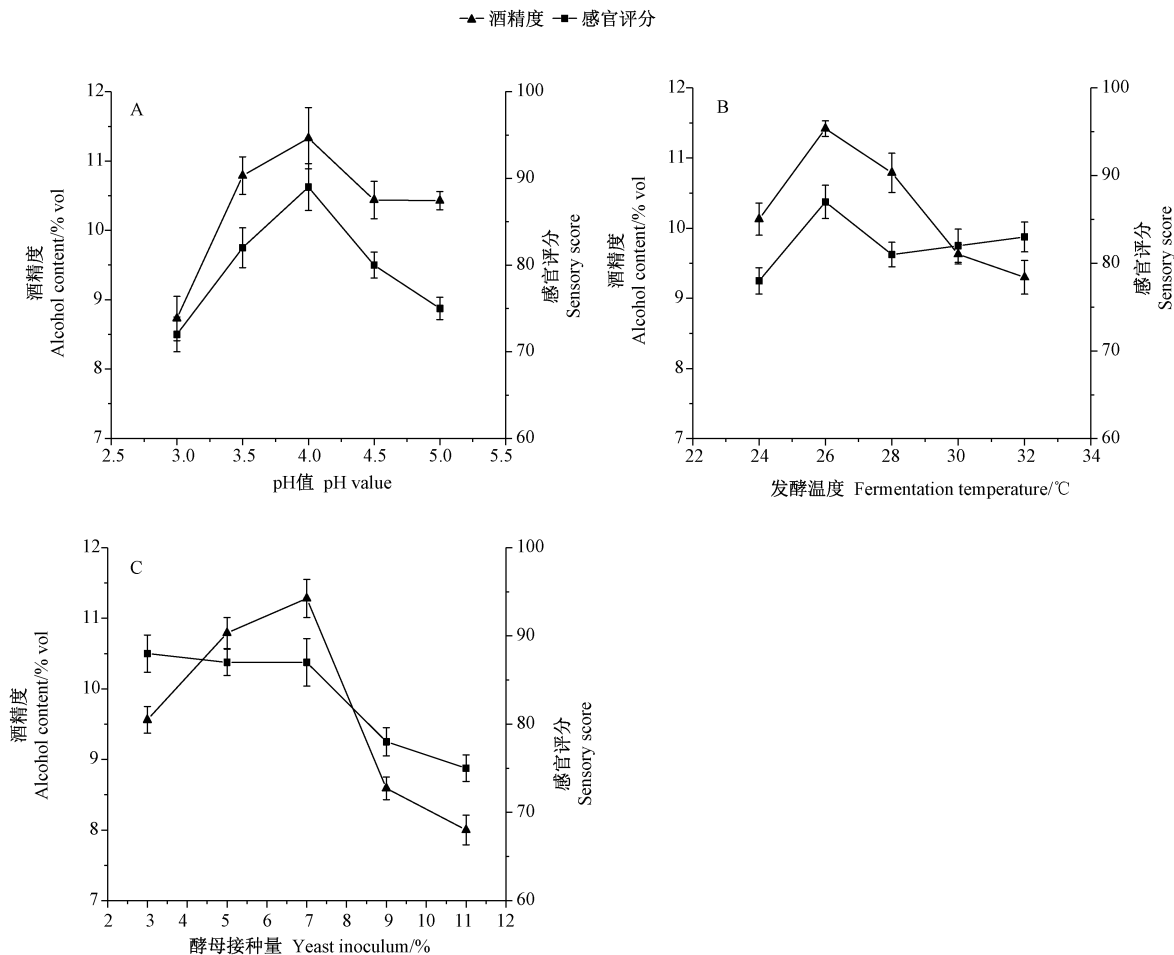 酒精度 感官评分
A
12
11
10
9
8
7
酒精度
Alcohol content/% vol
100
90
80
70
60
感官评分
Sensory score
2.5 3.0 3.5 4.0 4.5 5.0 5.5
pH值 pH value
B
12
11
10
9
8
7
酒精度
Alcohol content/% vol
100
90
80
70
60
感官评分
Sensory score
22 24 26 28 30 32 34
发酵温度 Fermentation temperature/℃
C
12
11
10
9
8
7
酒精度
Alcohol content/% vol
100
90
80
70
60
感官评分
Sensory score
2 3 4 5 6 7 8 9 10 11 12
酵母接种量 Yeast inoculum/%